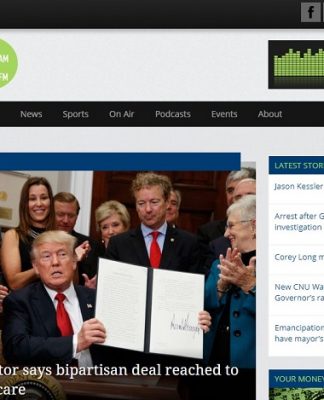 AM
FM
f
News Sports On Air Podcasts Events About
LATEST STOR
Jason Kessler
Arrest after G
investigation
Corey Long m
New CNU Wa
Governor's ra
Emancipation
have mayor's
tor says bipartisan deal reached to
care
YOUR MONEY